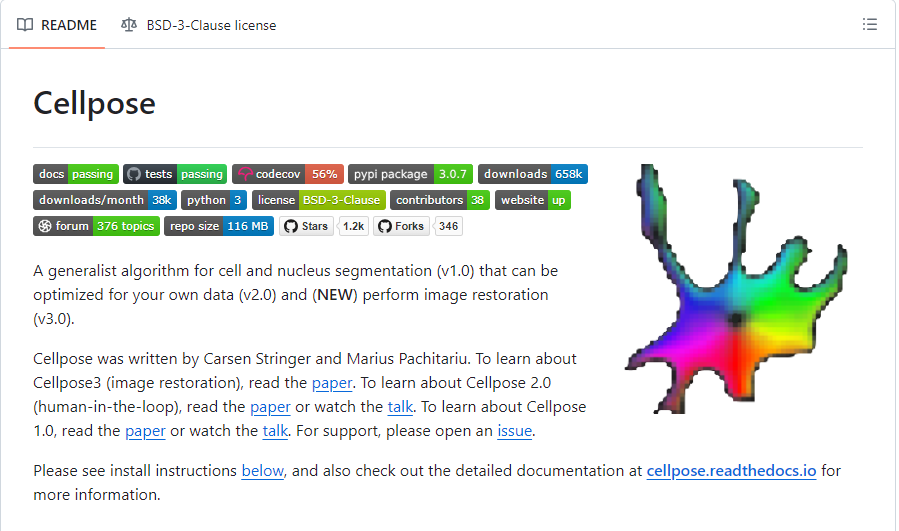 README BSD-3-Clause license
Cellpose
docs passing tests passing codecov 56% pypi package 3.0.7 downloads 658k
downloads/month 38k python 3 license BSD-3-Clause contributors 38 website up
forum 376 topics repo size 116 MB Stars 1.2k Forks 346
A generalist algorithm for cell and nucleus segmentation (v1.0) that can be
optimized for your own data (v2.0) and (NEW) perform image restoration
(v3.0).
Cellpose was written by Carsen Stringer and Marius Pachitariu. To learn about
Cellpose3 (image restoration), read the paper. To learn about Cellpose 2.0
(human-in-the-loop), read the paper or watch the talk. To learn about Cellpose
1.0, read the paper or watch the talk. For support, please open an issue.
Please see install instructions below, and also check out the detailed documentation at cellpose.readthedocs.io for
more information.